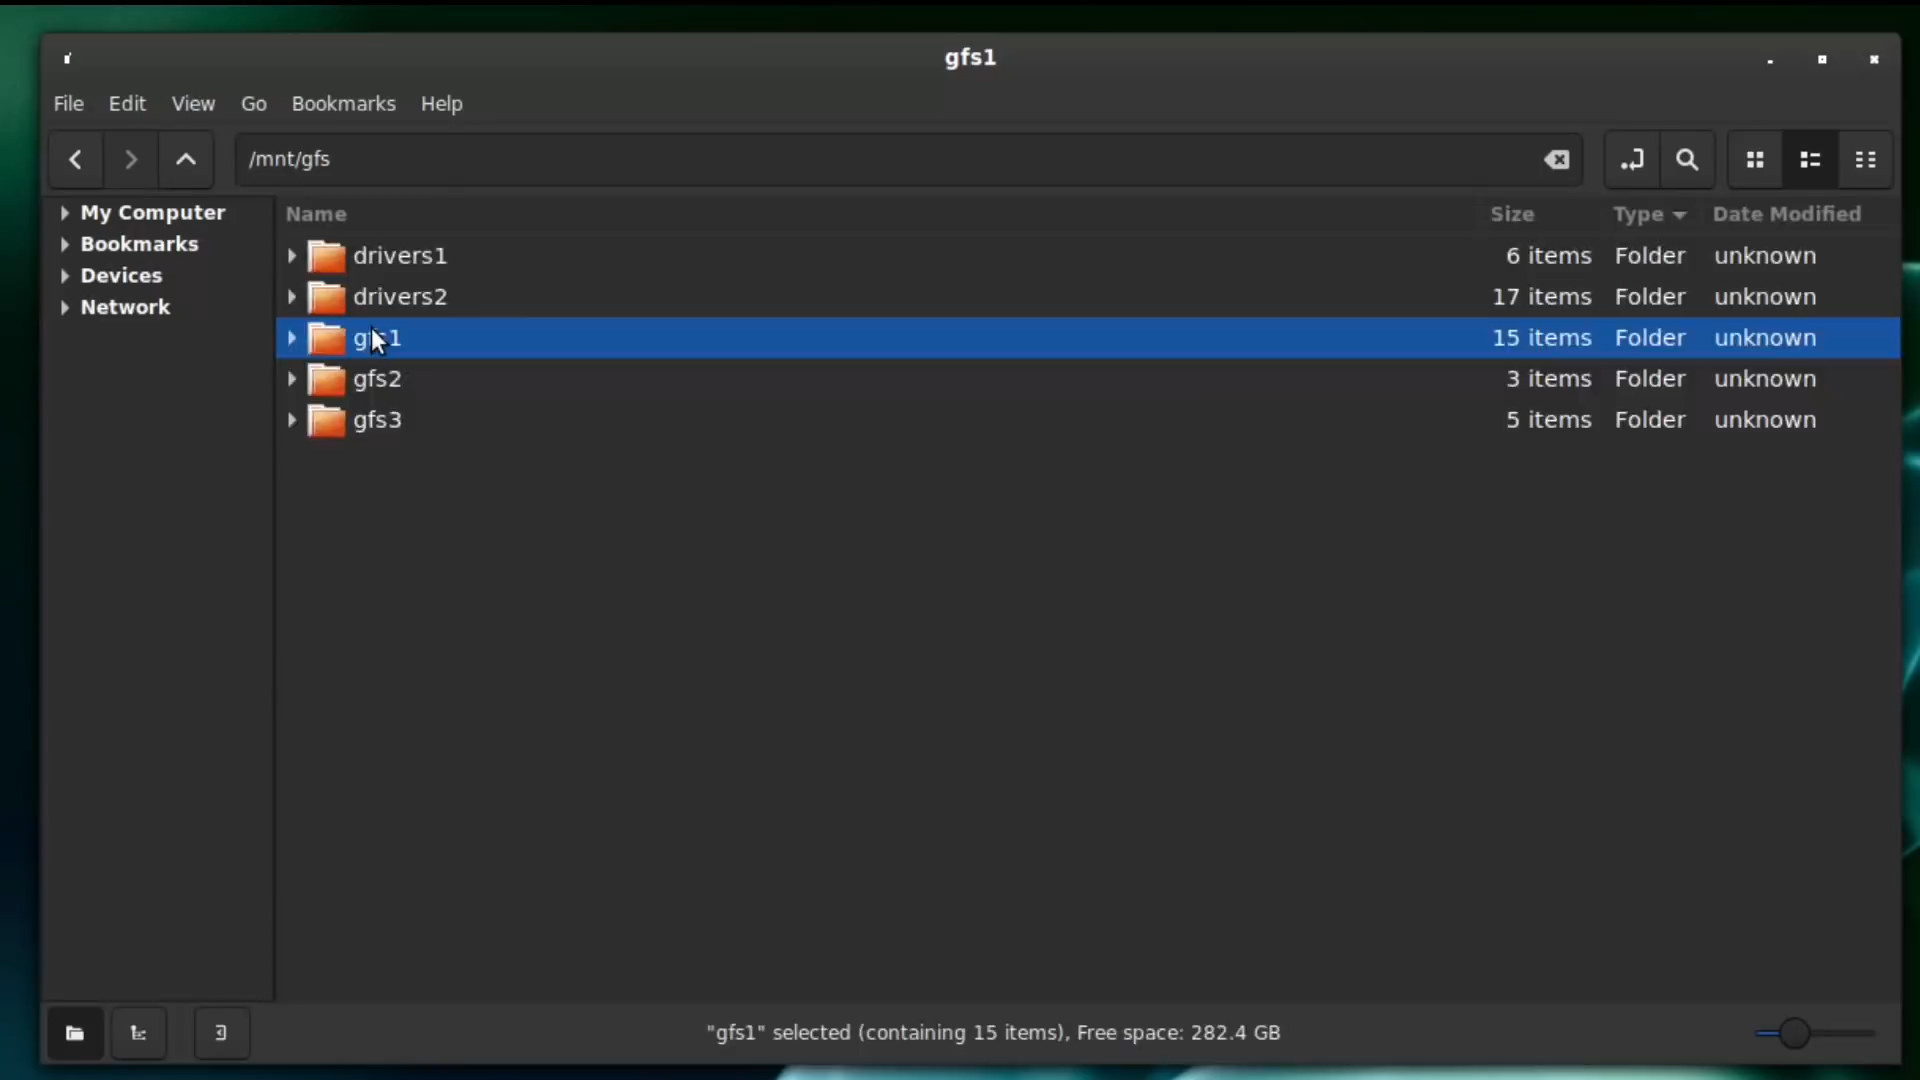 gfs1
File Edit View Go Bookmarks Help
/mnt/gfs
My Computer
Bookmarks
Devices
Network
Name Size Type Date Modified
drivers1 6 items Folder unknown
drivers2 17 items Folder unknown
gfs1 15 items Folder unknown
gfs2 3 items Folder unknown
gfs3 5 items Folder unknown
"gfs1" selected (containing 15 items), Free space: 282.4 GB